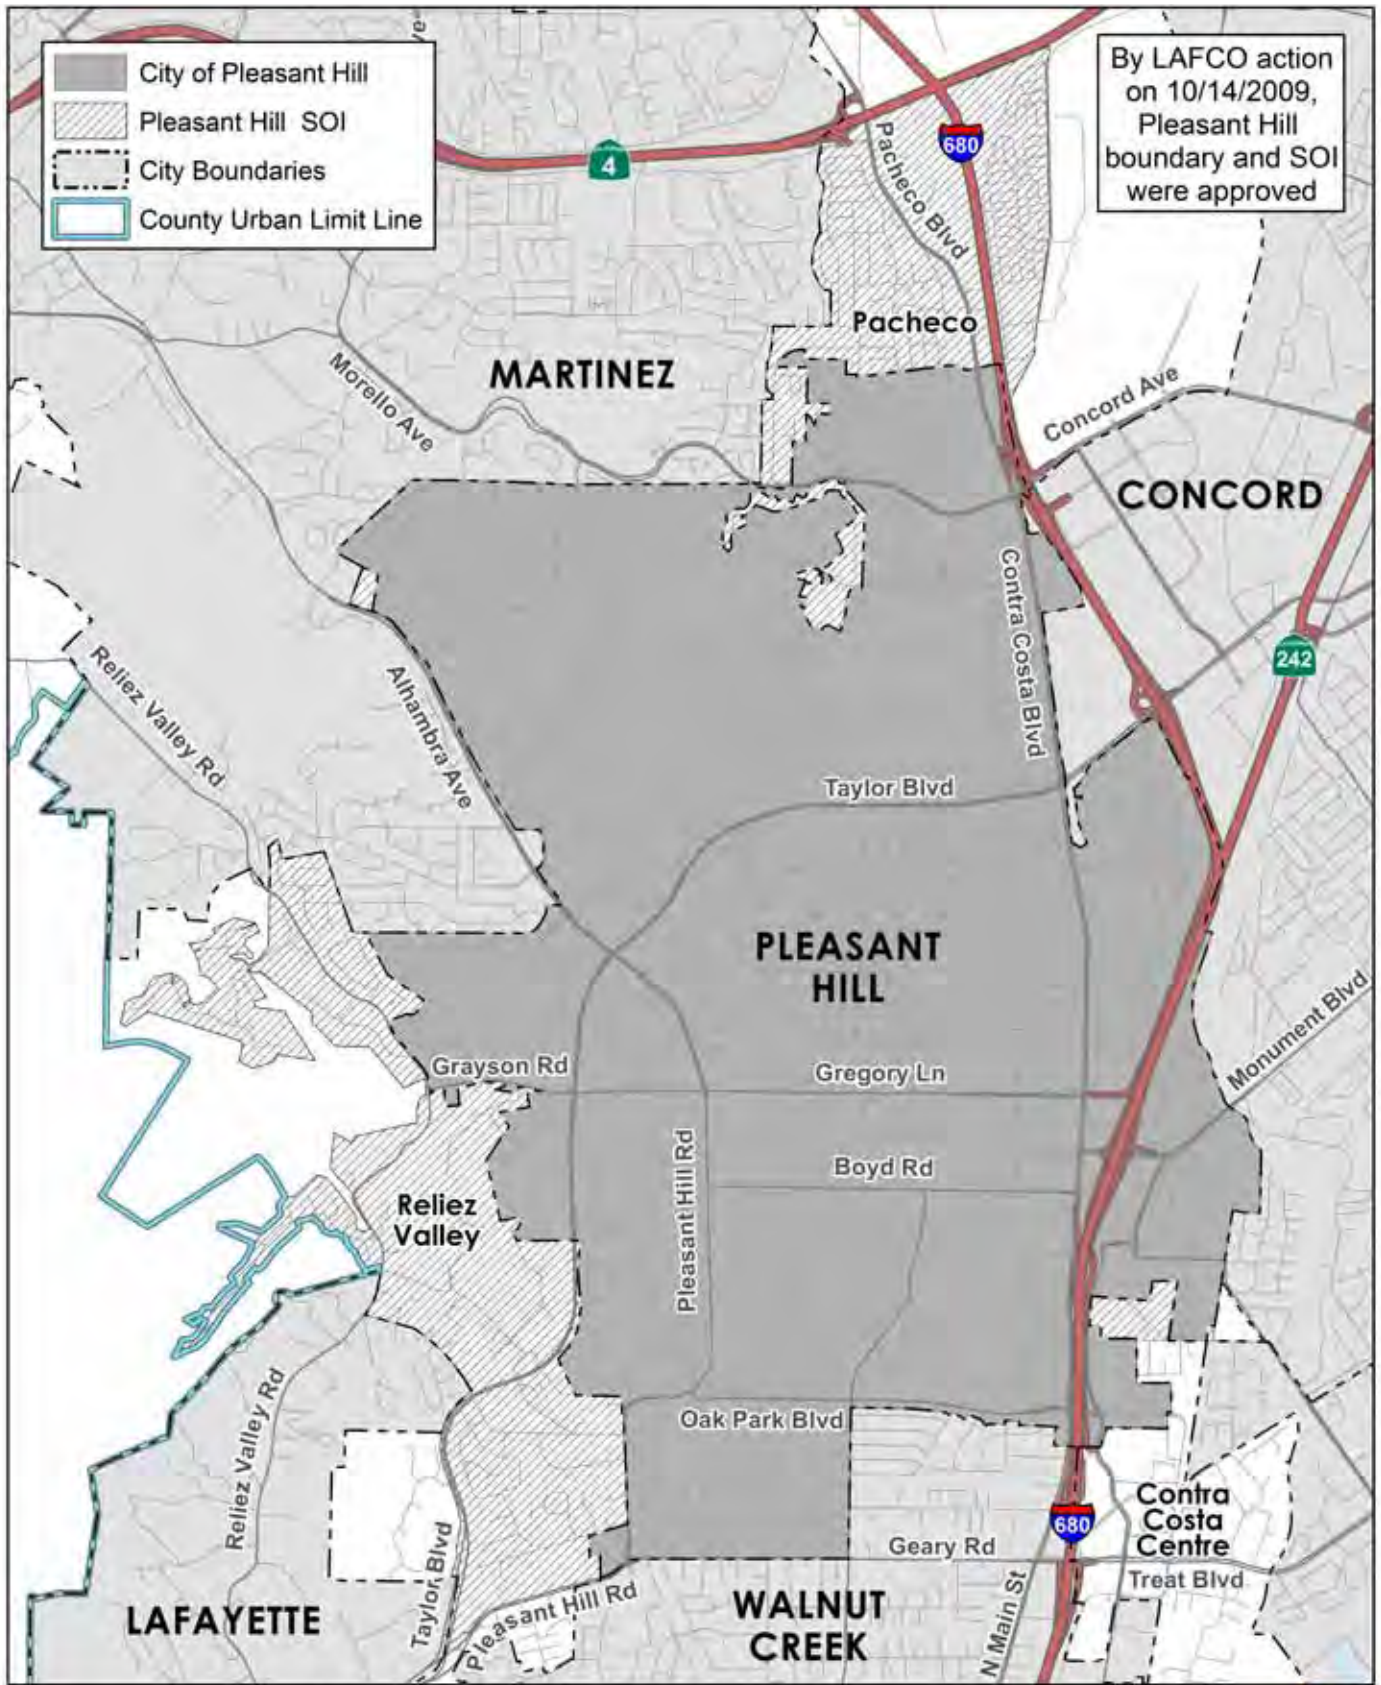 City of Pleasant Hill
Pleasant Hill SOI
City Boundaries
County Urban Limit Line
By LAFCO action
on 10/14/2009,
Pleasant Hill
boundary and SOI
were approved
4
680
Pacheco Blvd
Pacheco
MARTINEZ
Morello Ave
Concord Ave
CONCORD
Contra Costa Blvd
242
Reliez Valley Rd
Alhambra Ave
Taylor Blvd
PLEASANT
HILL
Monument Blvd
Grayson Rd
Gregory Ln
Pleasant Hill Rd
Boyd Rd
Reliez
Valley
Reliez Valley Rd
Oak Park Blvd
Contra
Costa
Centre
680
Geary Rd
Treat Blvd
Taylor Blvd
Pleasant Hill Rd
N Main St
LAFAYETTE
WALNUT
CREEK